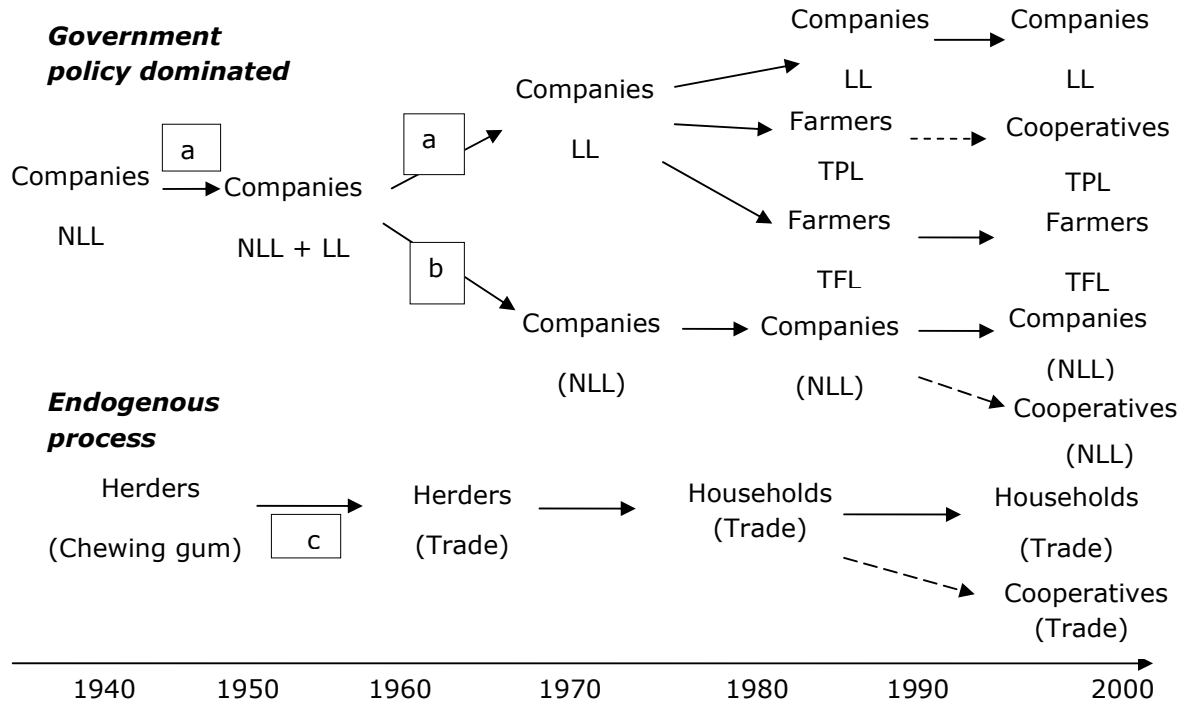 Government
policy dominated
Companies
Companies
LL
LL
Companies
LL
Farmers
Cooperatives
TPL
TPL
a
a
Companies
Companies
NLL
NLL + LL
Farmers
Farmers
TFL
TFL
b
Companies
Companies
Companies
(NLL)
(NLL)
(NLL)
Cooperatives
(NLL)
Endogenous
process
Herders
Herders
Households
Households
(Chewing gum)
c
(Trade)
(Trade)
(Trade)
Cooperatives
(Trade)
1940 1950 1960 1970 1980 1990 2000